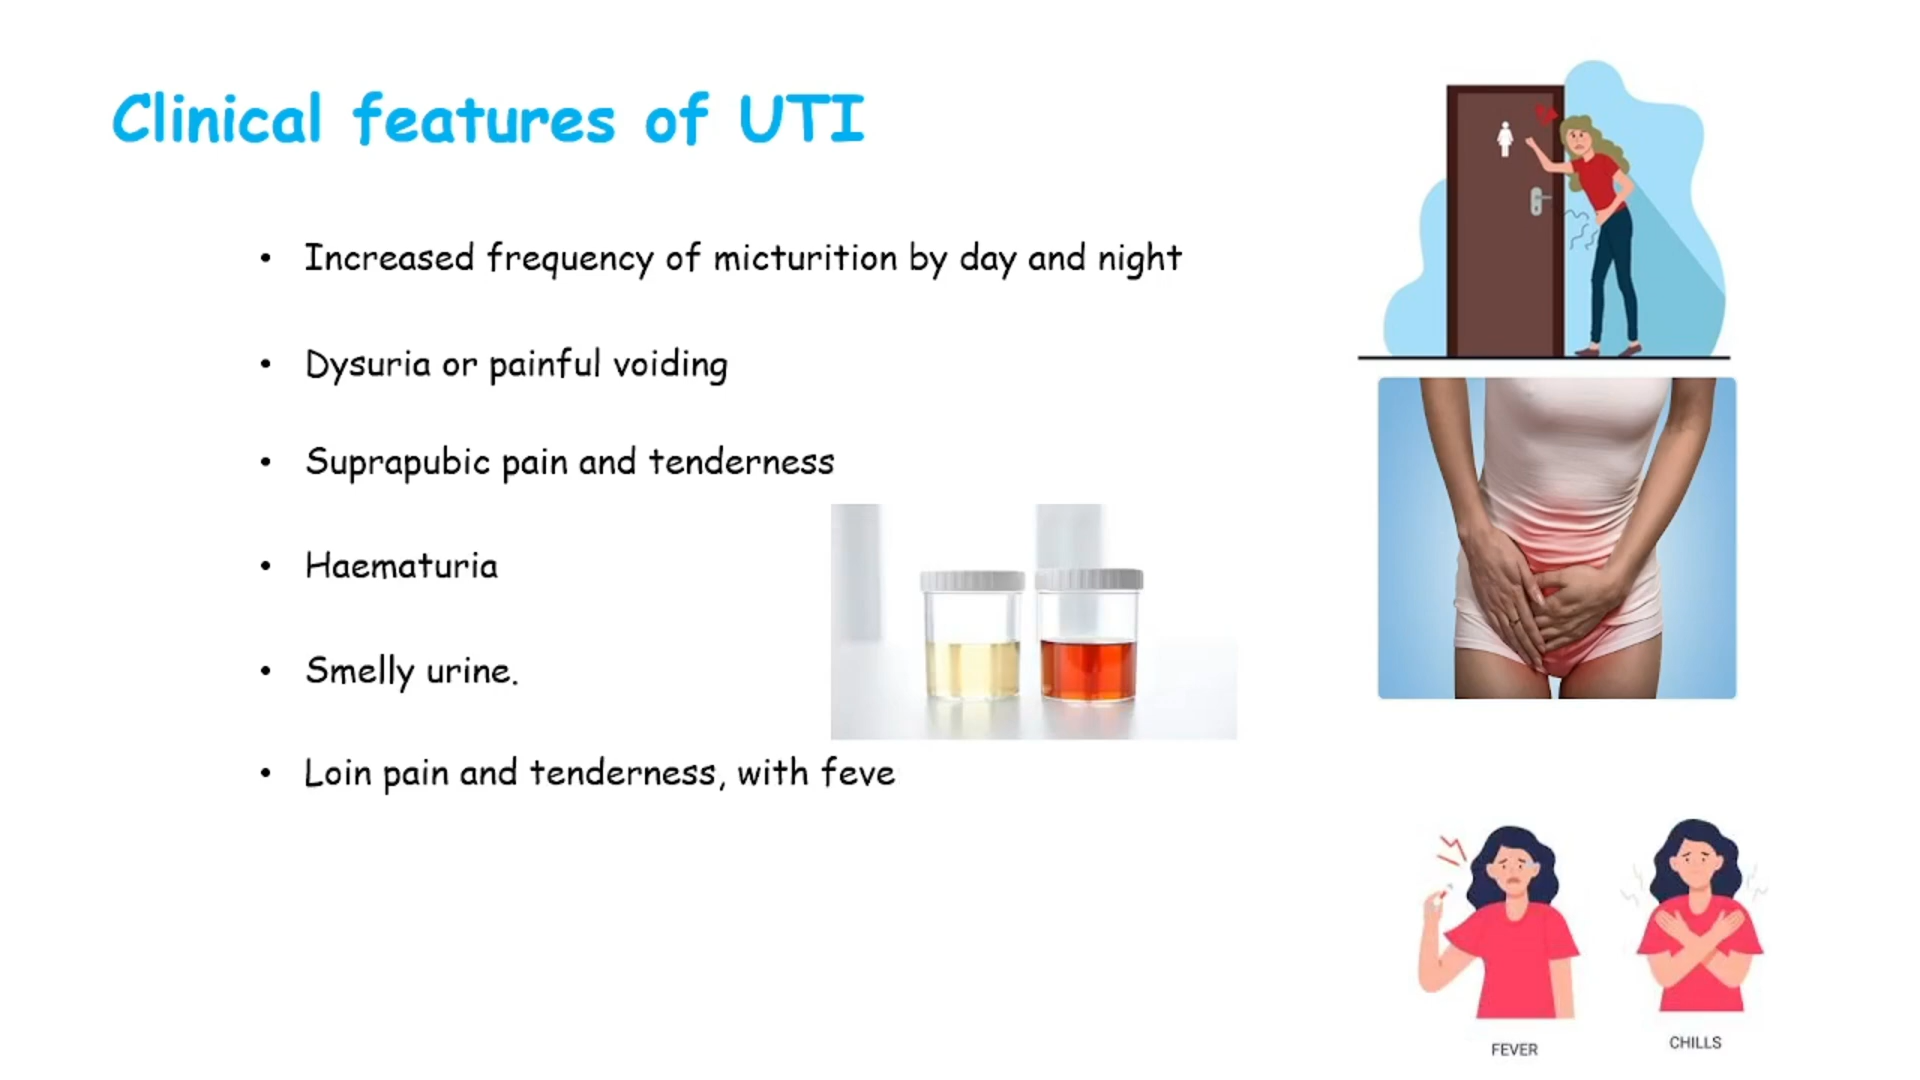 Clinical features of UTI
• Increased frequency of micturition by day and night
• Dysuria or painful voiding
• Suprapubic pain and tenderness
• Haematuria
• Smelly urine.
• Loin pain and tenderness, with feve
FEVER
CHILLS